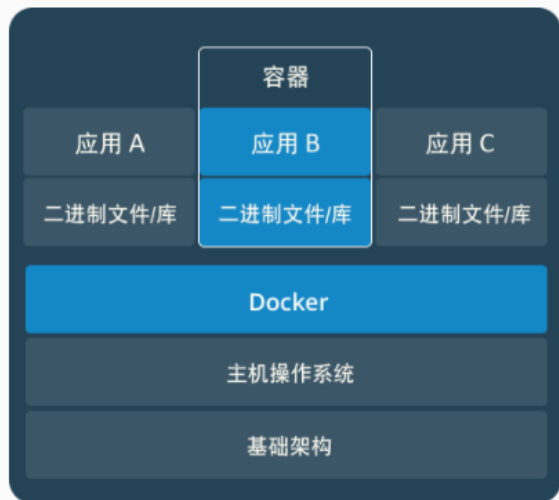 容器
应用 A
应用 B
应用 C
二进制文件/库
二进制文件/库
二进制文件/库
Docker
主机操作系统
基础架构